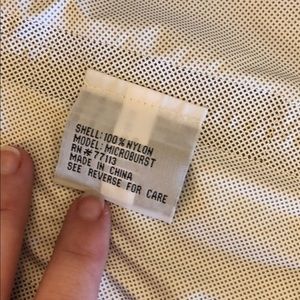 SHELL: 100% NYLON
MODEL: MICROBURST
RN * 77113
MADE IN CHINA
SEE REVERSE FOR CARE